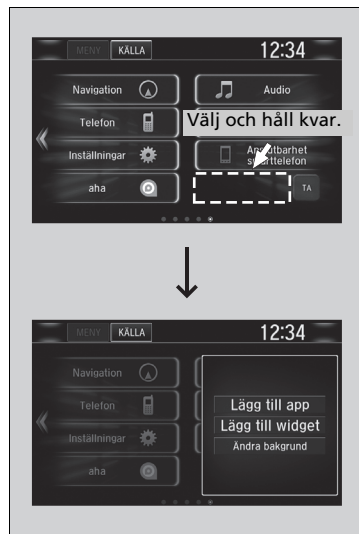 MENY KÄLLA 12:34
Navigation Audio
Telefon Välj och håll kvar.
Inställningar Anslutbarhet
smarttelefon
aha TA
MENY KÄLLA 12:34
Navigation
Telefon Lägg till app
Inställningar Lägg till widget
Ändra bakgrund
aha